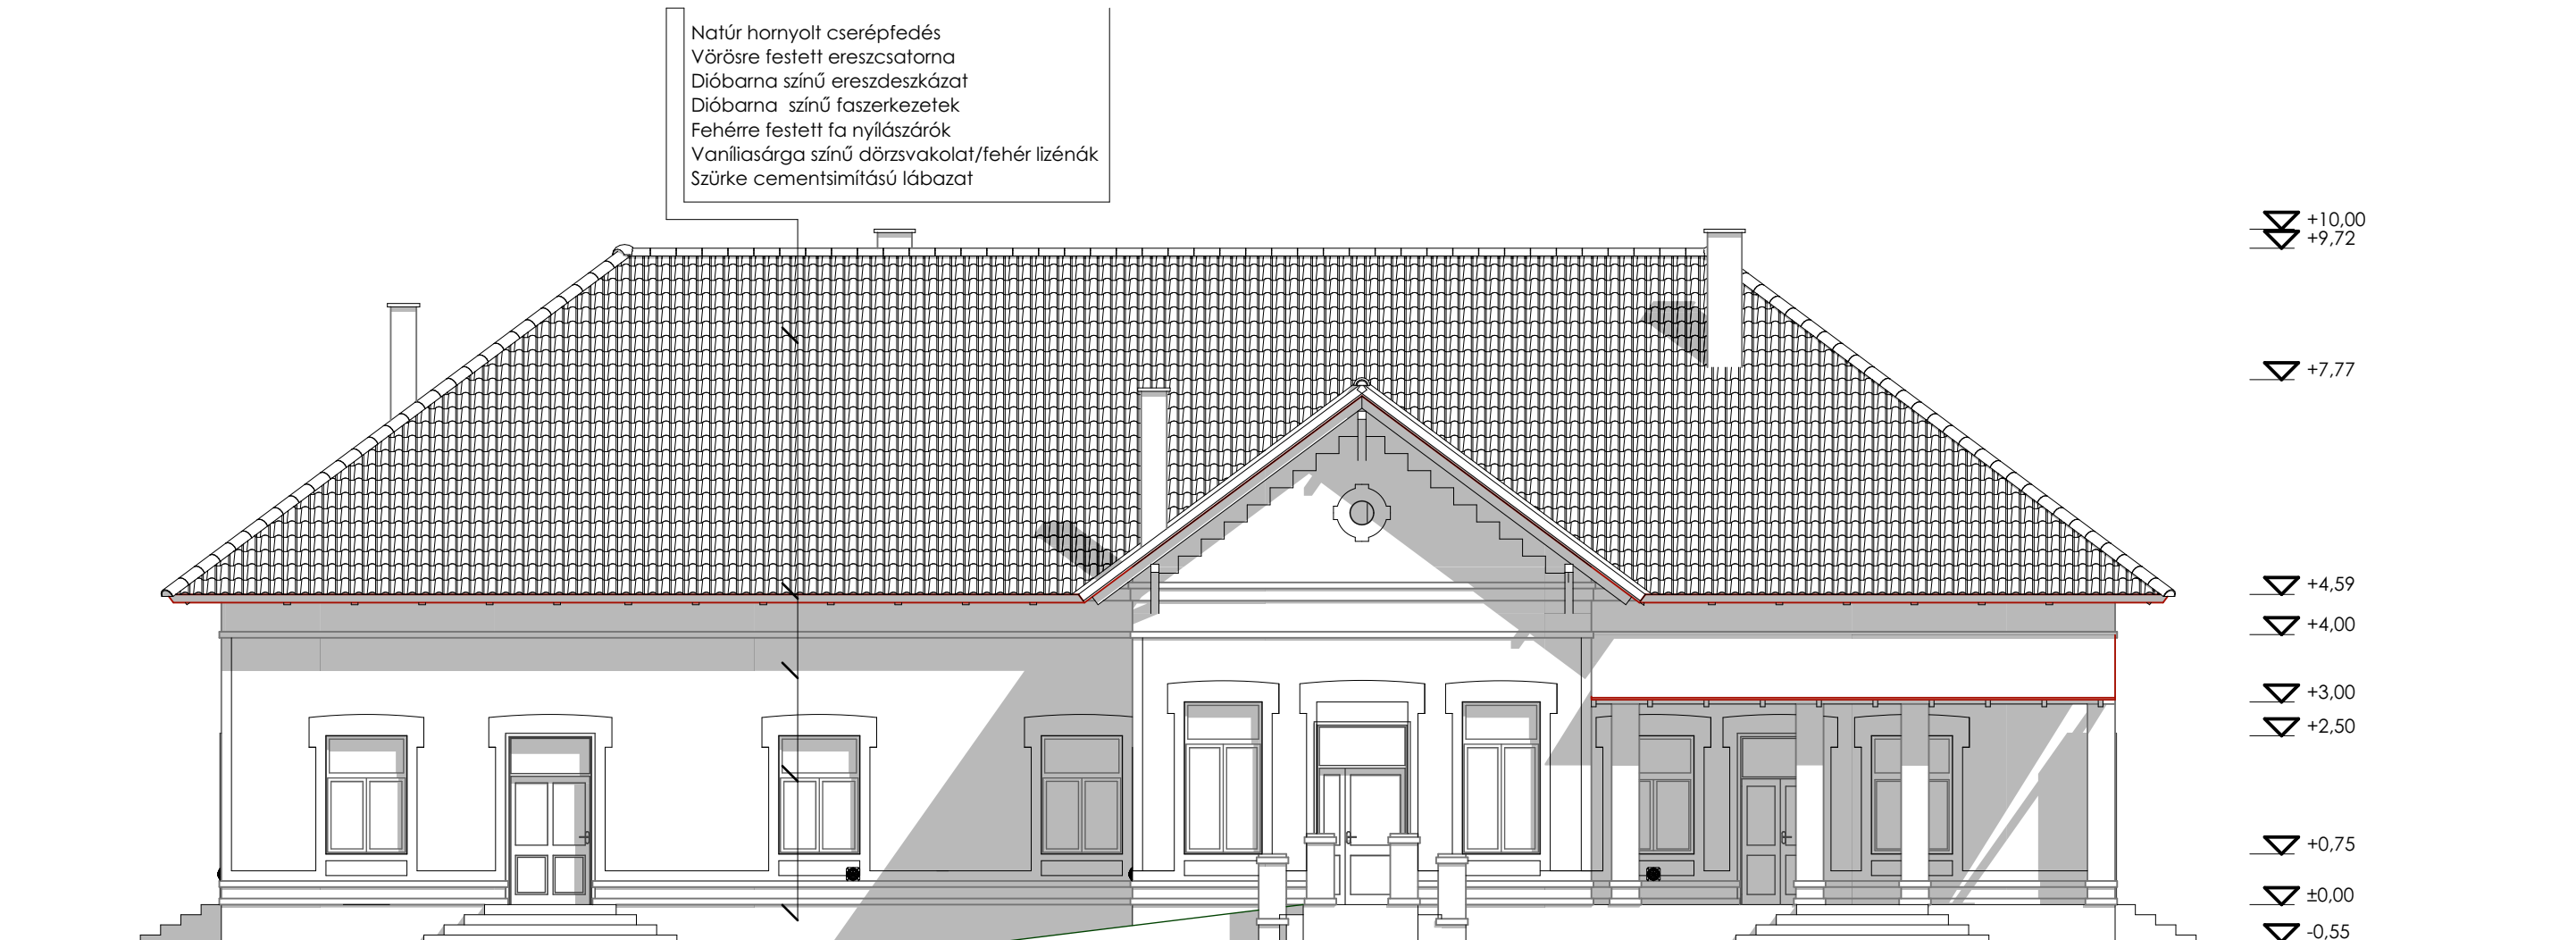 Natúr hornyolt cserépfedés
Vörösre festett ereszcsatorna
Dióbarna színű ereszdeszkázat
Dióbarna  színű faszerkezetek
Fehérre festett fa nyílászárók
Vaníliasárga színű dörzsvakolat/fehér lizénák
Szürke cementsimítású lábazat
+10,00
+9,72
+7,77
+4,59
+4,00
+3,00
+2,50
+0,75
±0,00
-0,55